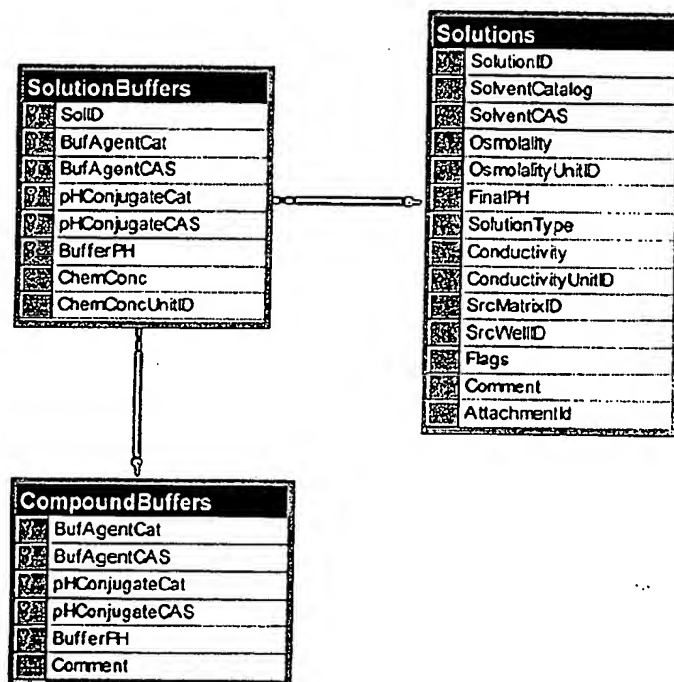 Solutions
SolutionID
SolventCatalog
SolventCAS
Osmolality
OsmolalityUnitID
FinalPH
SolutionType
Conductivity
ConductivityUnitID
SrcMatrixID
SrcWellID
Flags
Comment
AttachmentId
SolutionBuffers
SolID
BufAgentCat
BufAgentCAS
pHConjugateCat
pHConjugateCAS
BufferPH
ChemConc
ChemConcUnitID
CompoundBuffers
BufAgentCat
BufAgentCAS
pHConjugateCat
pHConjugateCAS
BufferPH
Comment